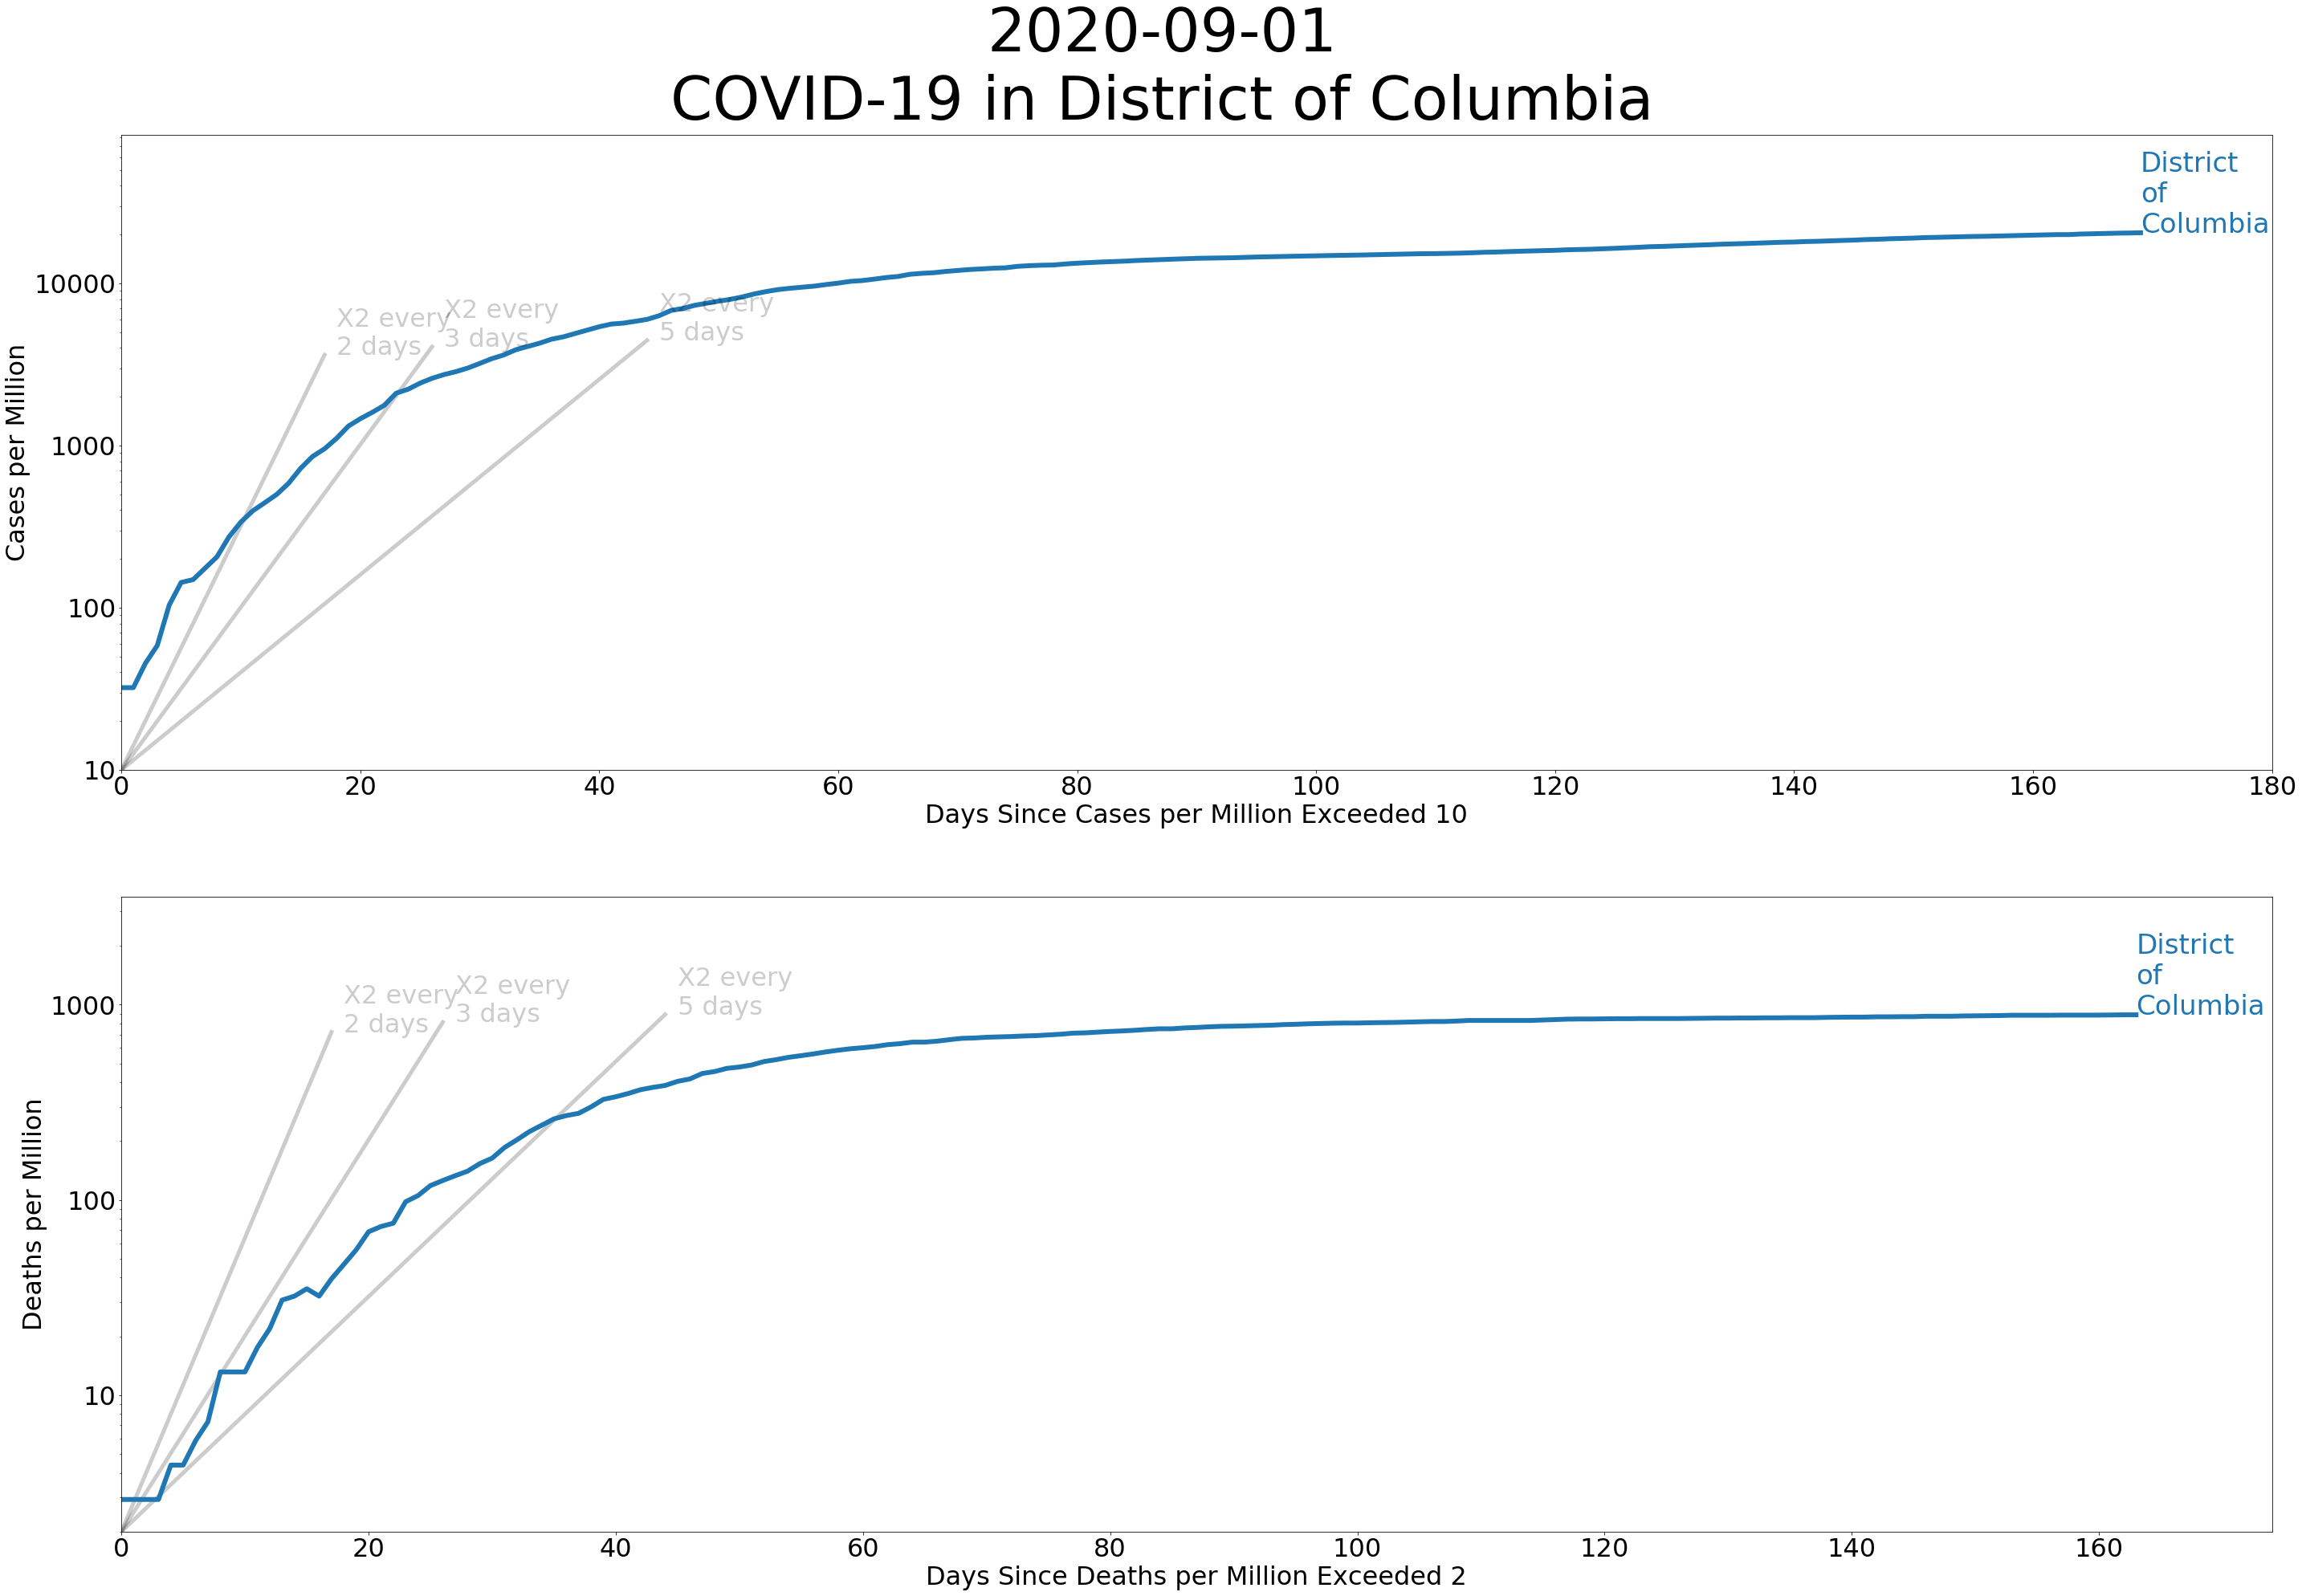 2020-09-01
COVID-19 in District of Columbia
District
of
Columbia
X2 every
2 days
X2 every
3 days
X2 every
5 days
Cases per Million
10000
1000
100
10
0 20 40 60 80 100 120 140 160 180
Days Since Cases per Million Exceeded 10
District
of
Columbia
X2 every
2 days
X2 every
3 days
X2 every
5 days
Deaths per Million
1000
100
10
0 20 40 60 80 100 120 140 160
Days Since Deaths per Million Exceeded 2